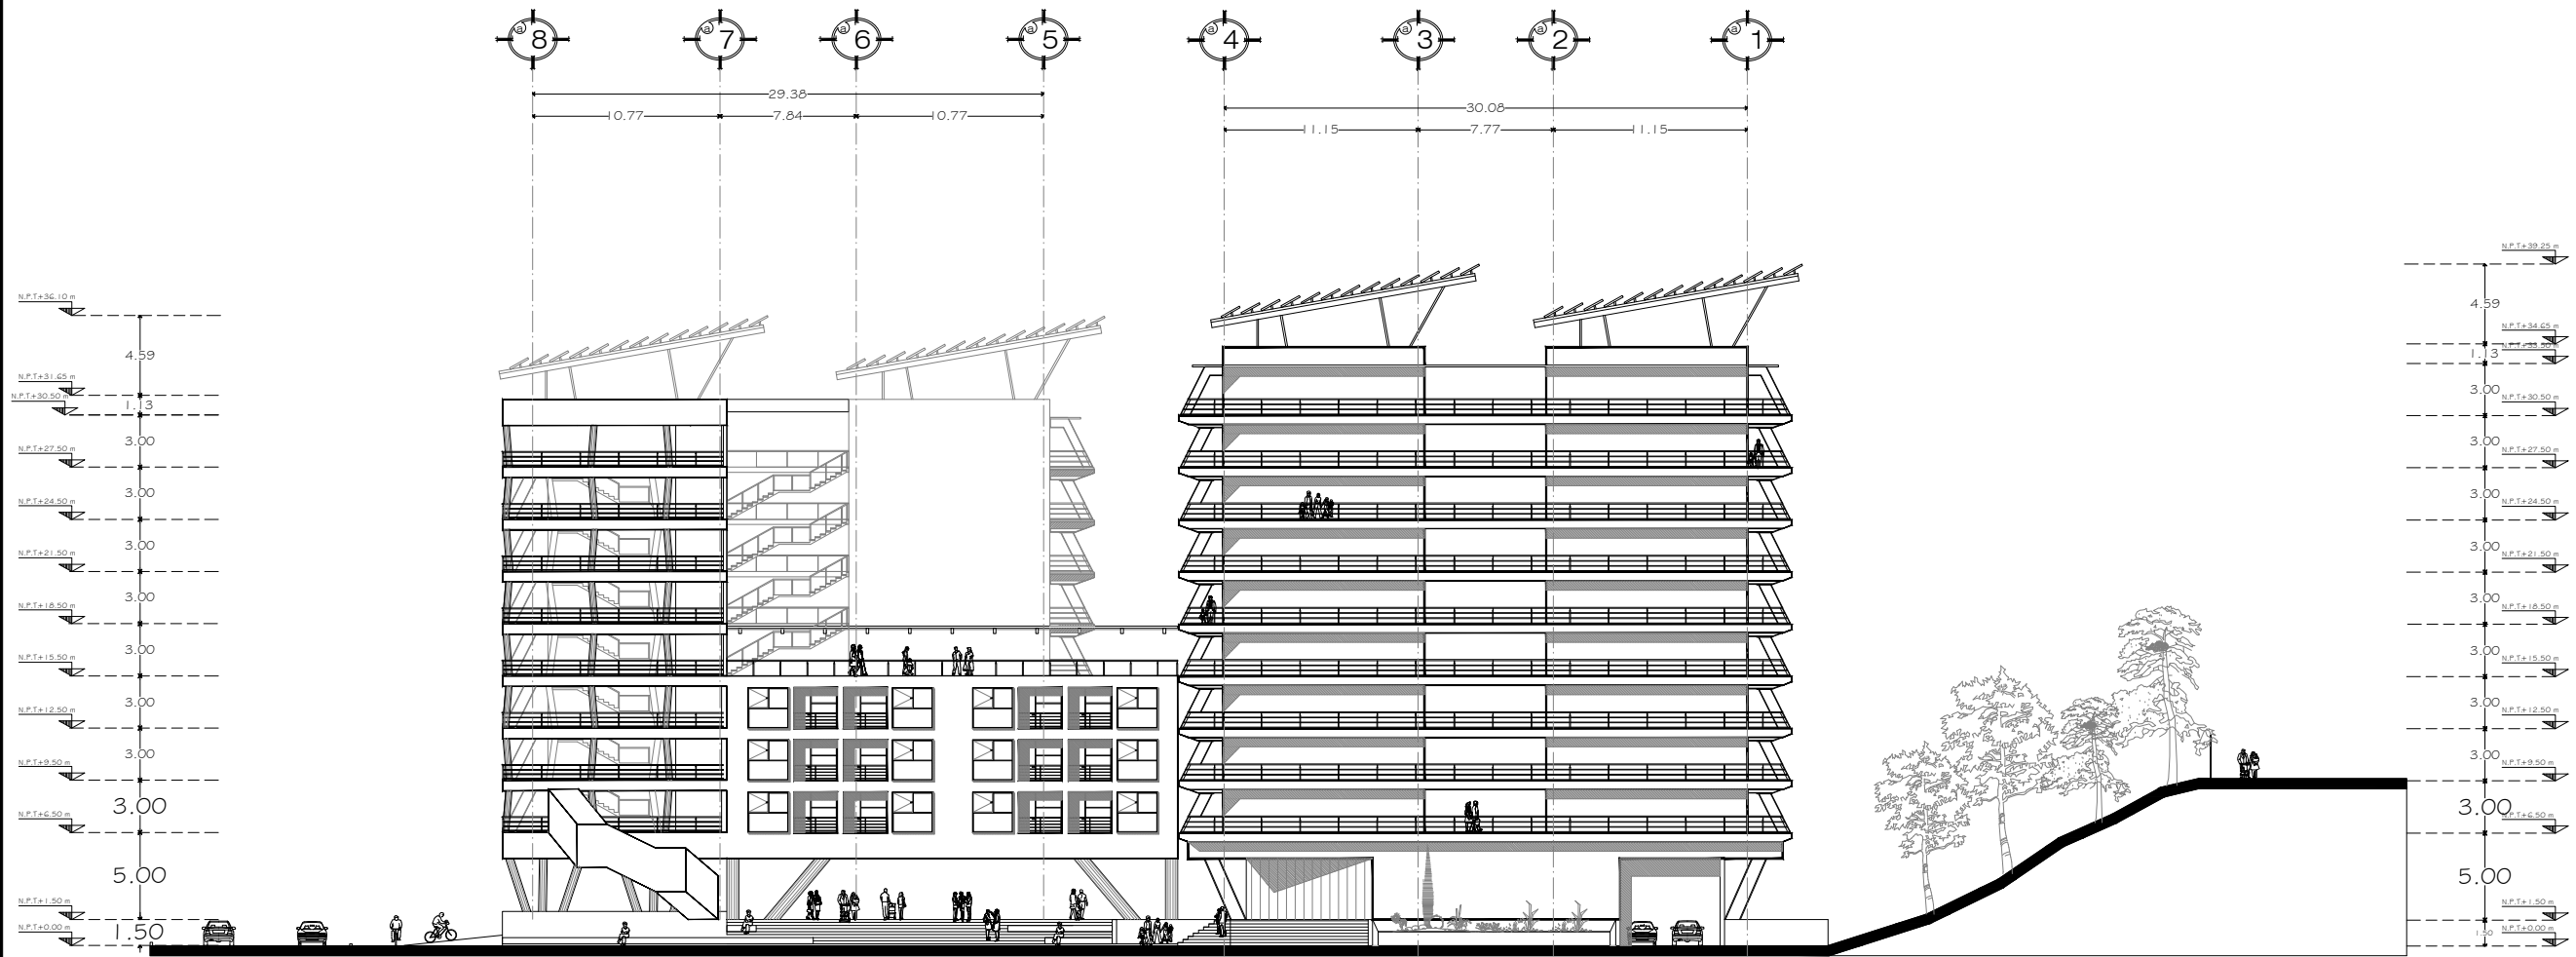 a 8 a 7 a 6 a 5 a 4 a 3 a 2 a 1
29.38
10.77 7.84 10.77
30.08
11.15 7.77 11.15
N.P.T+36.10 m
4.59
N.P.T+31.65 m
N.P.T+30.50 m
1.13
3.00
N.P.T+27.50 m
3.00
N.P.T+24.50 m
3.00
N.P.T+21.50 m
3.00
N.P.T+18.50 m
3.00
N.P.T+15.50 m
3.00
N.P.T+12.50 m
3.00
N.P.T+9.50 m
3.00
N.P.T+6.50 m
5.00
N.P.T+1.50 m
N.P.T+0.00 m
1.50
N.P.T+39.25 m
4.59
N.P.T+34.65 m
1.13
N.P.T+33.50 m
3.00
N.P.T+30.50 m
3.00
N.P.T+27.50 m
3.00
N.P.T+24.50 m
3.00
N.P.T+21.50 m
3.00
N.P.T+18.50 m
3.00
N.P.T+15.50 m
3.00
N.P.T+12.50 m
3.00
N.P.T+9.50 m
3.00
N.P.T+6.50 m
5.00
N.P.T+1.50 m
N.P.T+0.00 m
1.50